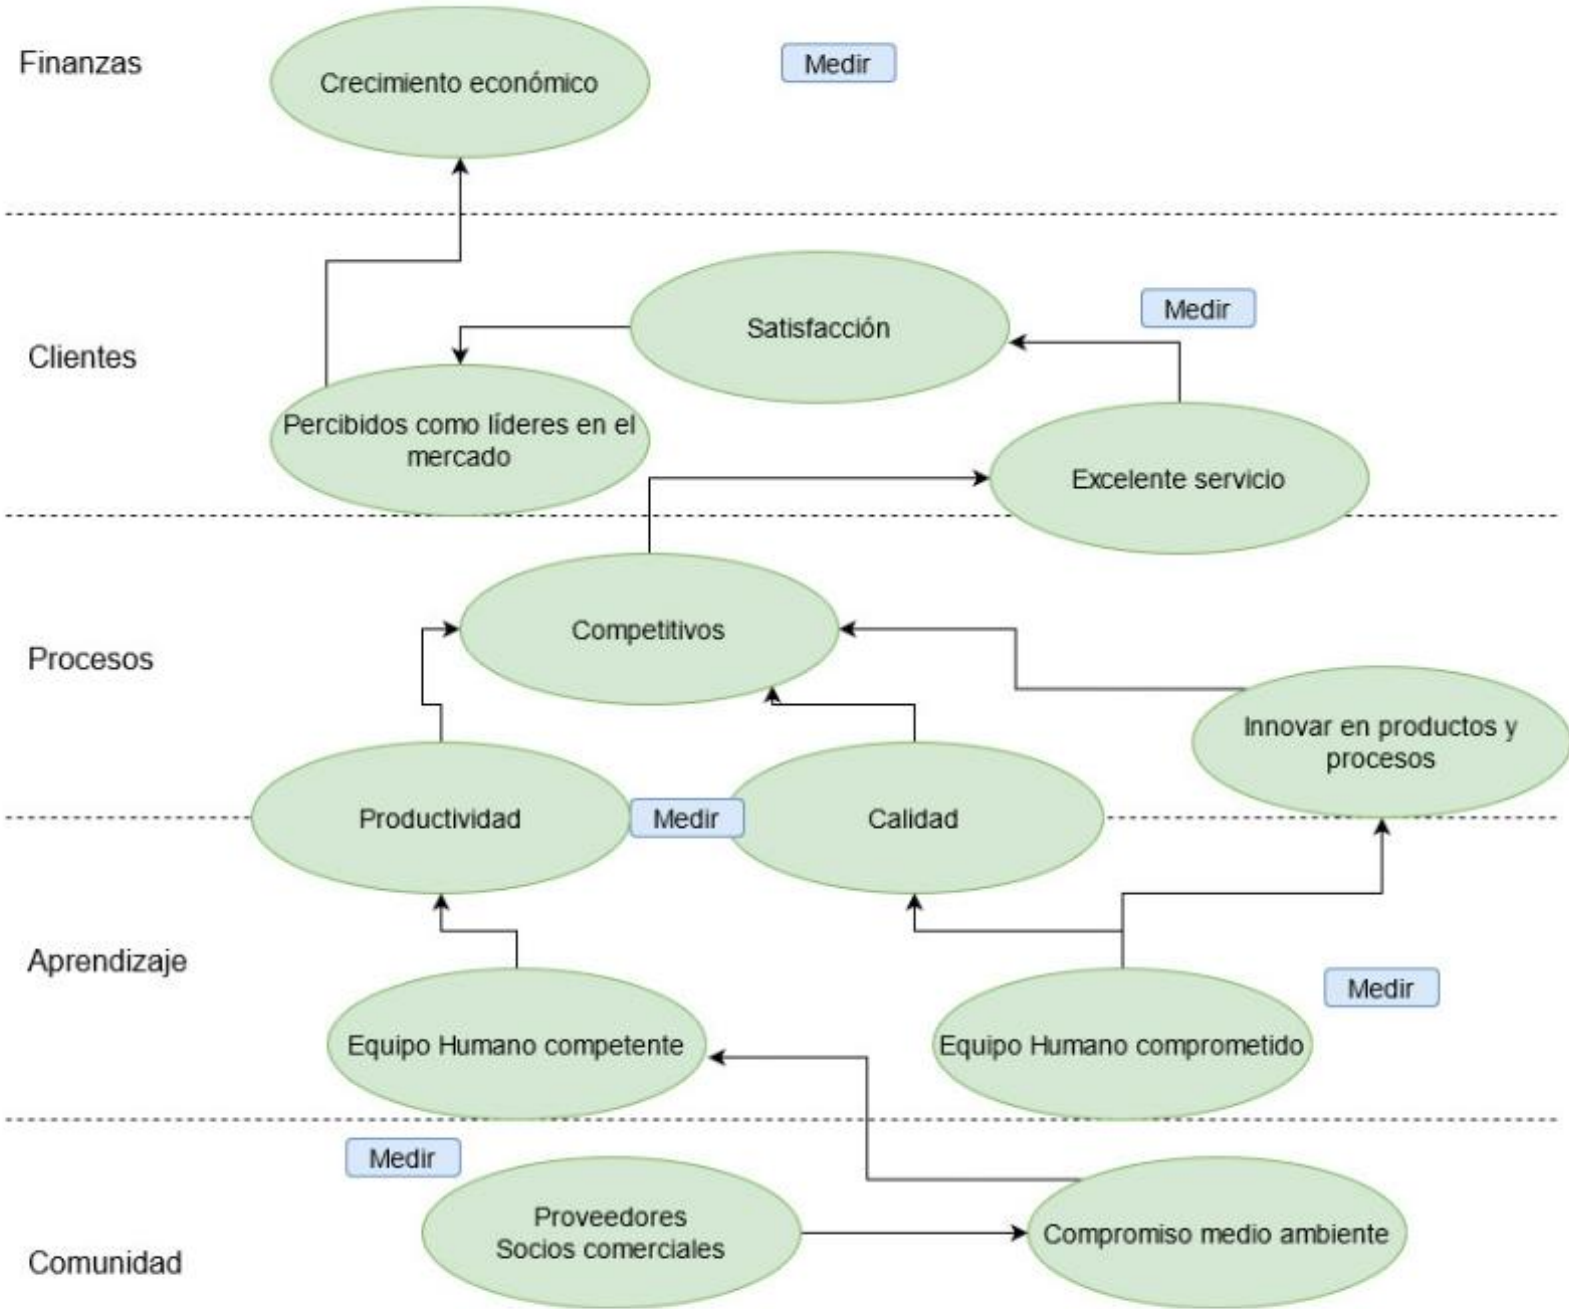 Finanzas
Crecimiento económico
Medir
Clientes
Satisfacción
Medir
Percibidos como líderes en el
mercado
Excelente servicio
Procesos
Competitivos
Innovar en productos y
procesos
Productividad
Medir
Calidad
Aprendizaje
Medir
Equipo Humano competente
Equipo Humano comprometido
Medir
Proveedores
Socios comerciales
Compromiso medio ambiente
Comunidad